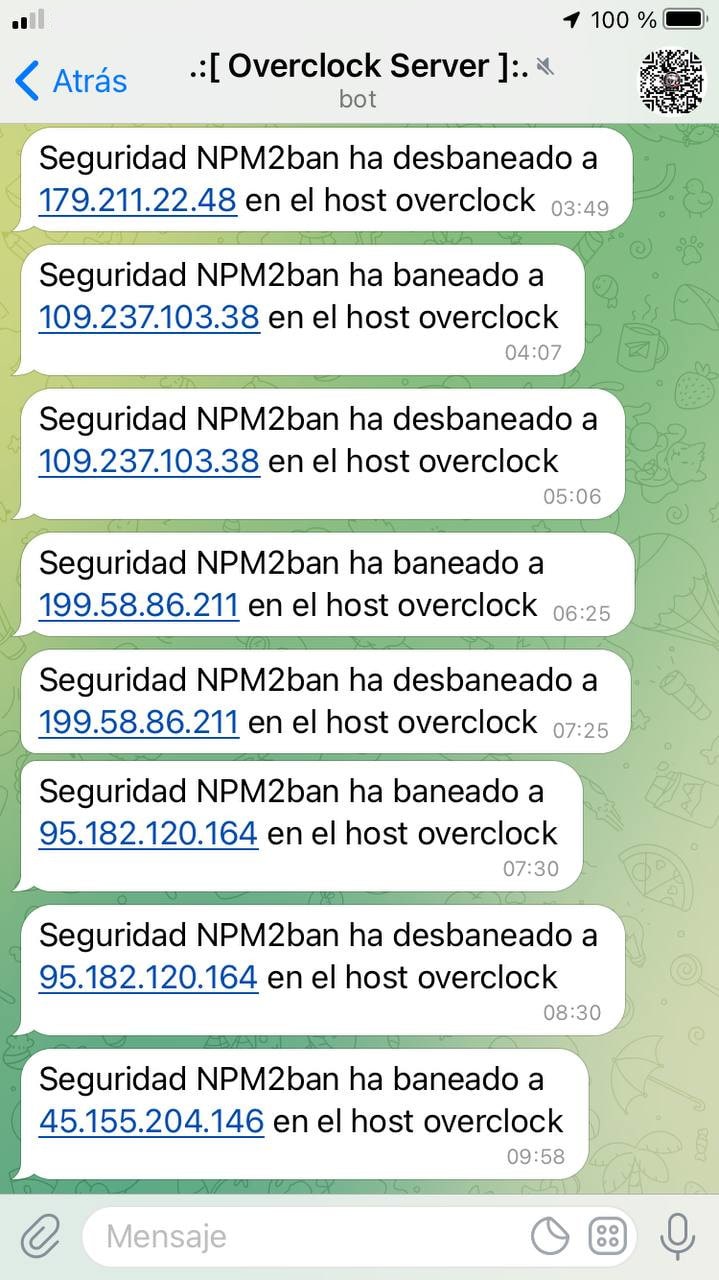 100 %
Atrás
.:[ Overclock Server ]:.
bot
Seguridad NPM2ban ha desbaneado a
179.211.22.48 en el host overclock 03:49
Seguridad NPM2ban ha baneado a
109.237.103.38 en el host overclock
04:07
Seguridad NPM2ban ha desbaneado a
109.237.103.38 en el host overclock
05:06
Seguridad NPM2ban ha baneado a
199.58.86.211 en el host overclock 06:25
Seguridad NPM2ban ha desbaneado a
199.58.86.211 en el host overclock 07:25
Seguridad NPM2ban ha baneado a
95.182.120.164 en el host overclock
07:30
Seguridad NPM2ban ha desbaneado a
95.182.120.164 en el host overclock
08:30
Seguridad NPM2ban ha baneado a
45.155.204.146 en el host overclock
09:58
Mensaje